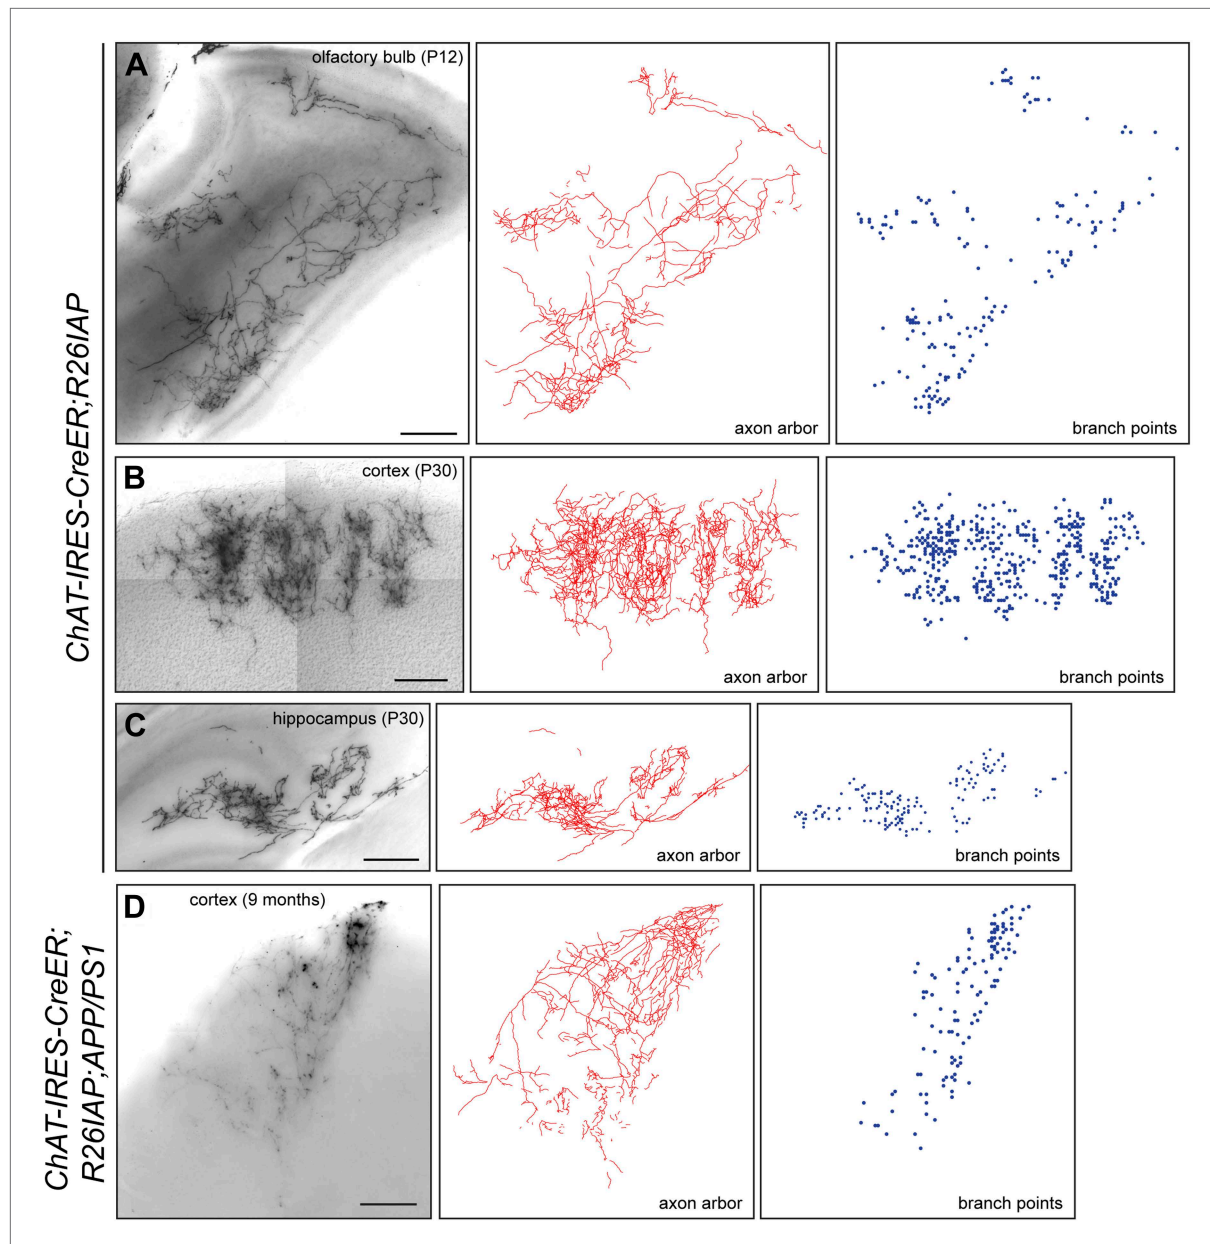 ChAT-IRES-CreER;R26IAP
A
olfactory bulb (P12)
axon arbor
branch points
B
cortex (P30)
axon arbor
branch points
C
hippocampus (P30)
axon arbor
branch points
ChAT-IRES-CreER;
R26IAP;APP/PS1
D
cortex (9 months)
axon arbor
branch points